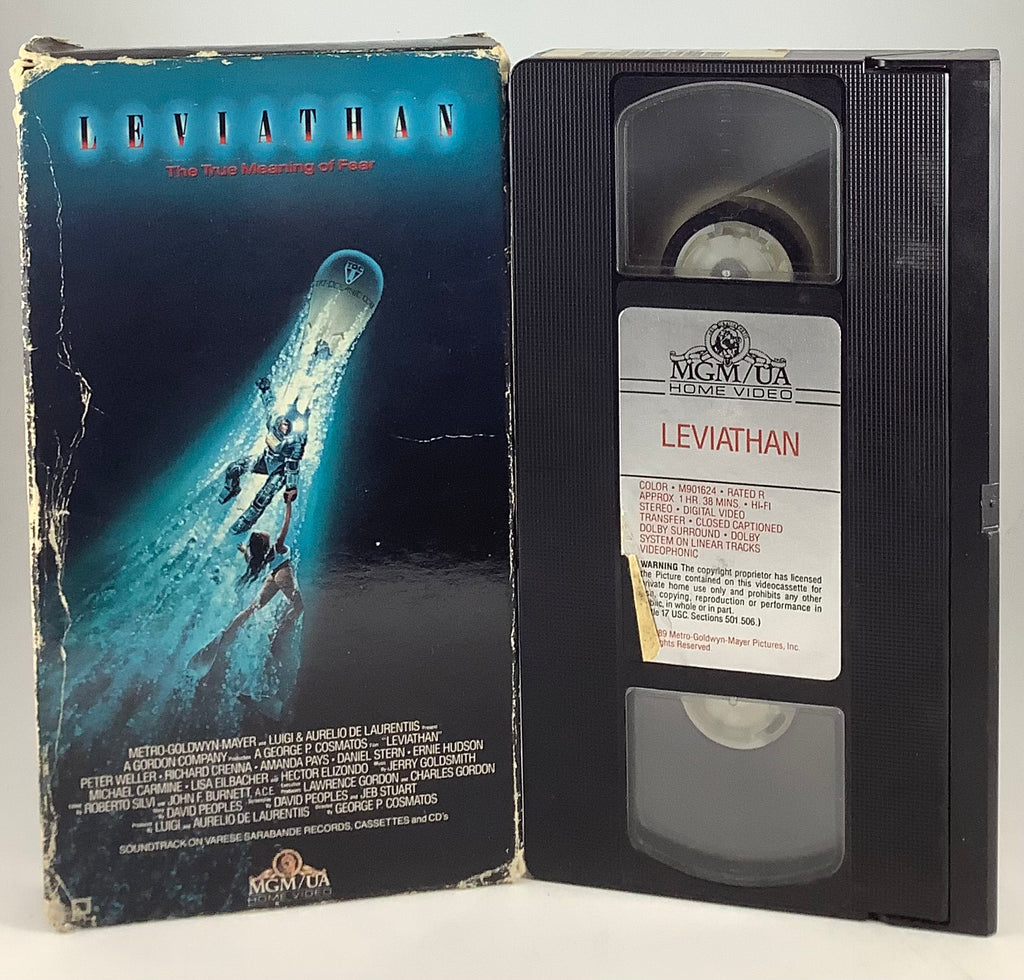 LEVIATHAN
The True Meaning of Fear
TOC
METRO-GOLDWYN-MAYER and LUIGI & AURELIO DE LAURENTIIS Present
A GORDON COMPANY Production A GEORGE P. COSMATOS Film "LEVIATHAN"
PETER WELLER · RICHARD CRENNA · AMANDA PAYS · DANIEL STERN · ERNIE HUDSON
MICHAEL CARMINE · LISA EILBACHER and HECTOR ELIZONDO Music By JERRY GOLDSMITH
Edited By ROBERTO SILVI and JOHN F. BURNETT, A.C.E. Executive Producers LAWRENCE GORDON and CHARLES GORDON
Story By DAVID PEOPLES Screenplay By DAVID PEOPLES and JEB STUART
Produced By LUIGI and AURELIO DE LAURENTIIS Directed By GEORGE P. COSMATOS
SOUNDTRACK ON VARESE SARABANDE RECORDS, CASSETTES and CD's
MGM/UA
HOME VIDEO
MGM/UA
HOME VIDEO
LEVIATHAN
COLOR • M901624 • RATED R
APPROX. 1 HR. 38 MINS. • HI-FI
STEREO • DIGITAL VIDEO
TRANSFER • CLOSED CAPTIONED
DOLBY SURROUND • DOLBY
SYSTEM ON LINEAR TRACKS
VIDEOPHONIC
WARNING The copyright proprietor has licensed
the Picture contained on this videocassette for
private home use only and prohibits any other
copying, reproduction or performance in
in whole or in part.
17 USC. Sections 501.506.)
89 Metro-Goldwyn-Mayer Pictures, Inc.
Reserved